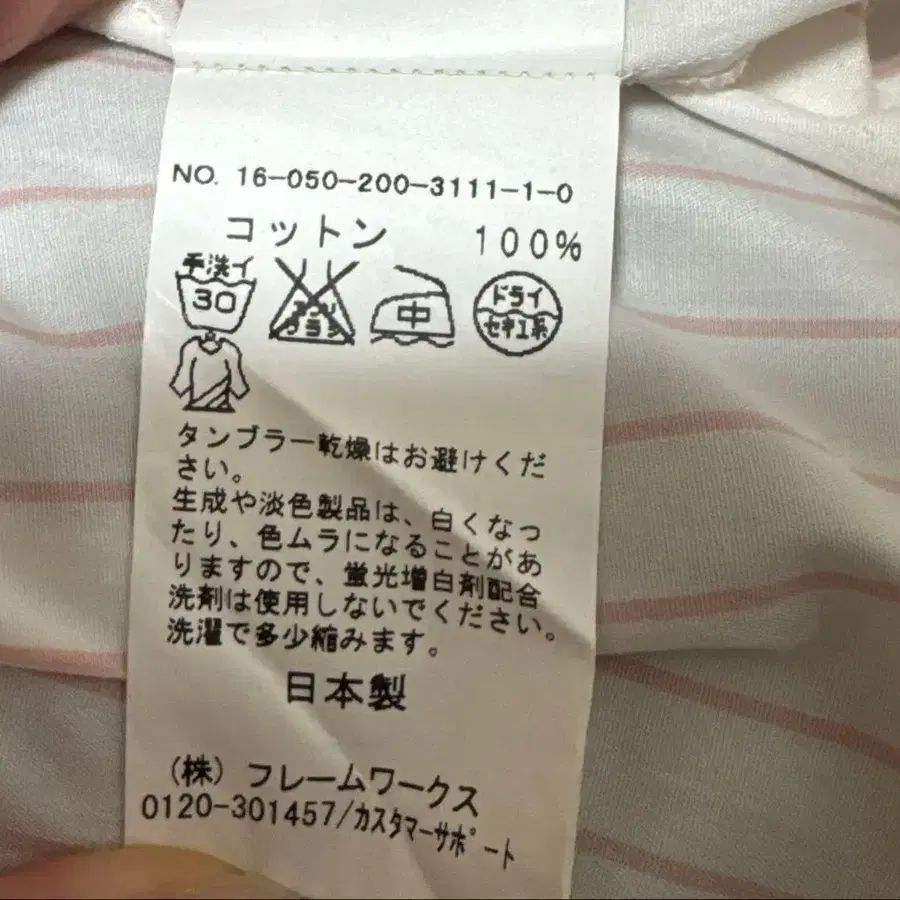 NO. 16-050-200-3111-1-0
コットン 100%
手洗イ
30
エンソ
サラシ
中
ドライ
セキユ系
タンブラー乾燥はお避けくだ
さい。
生成や淡色製品は、白くなっ
たり、色ムラになることがあ
りますので、蛍光増白剤配合
洗剤は使用しないでください。
洗濯で多少縮みます。
日本製
(株) フレームワークス
0120-301457/カスタマーサポート